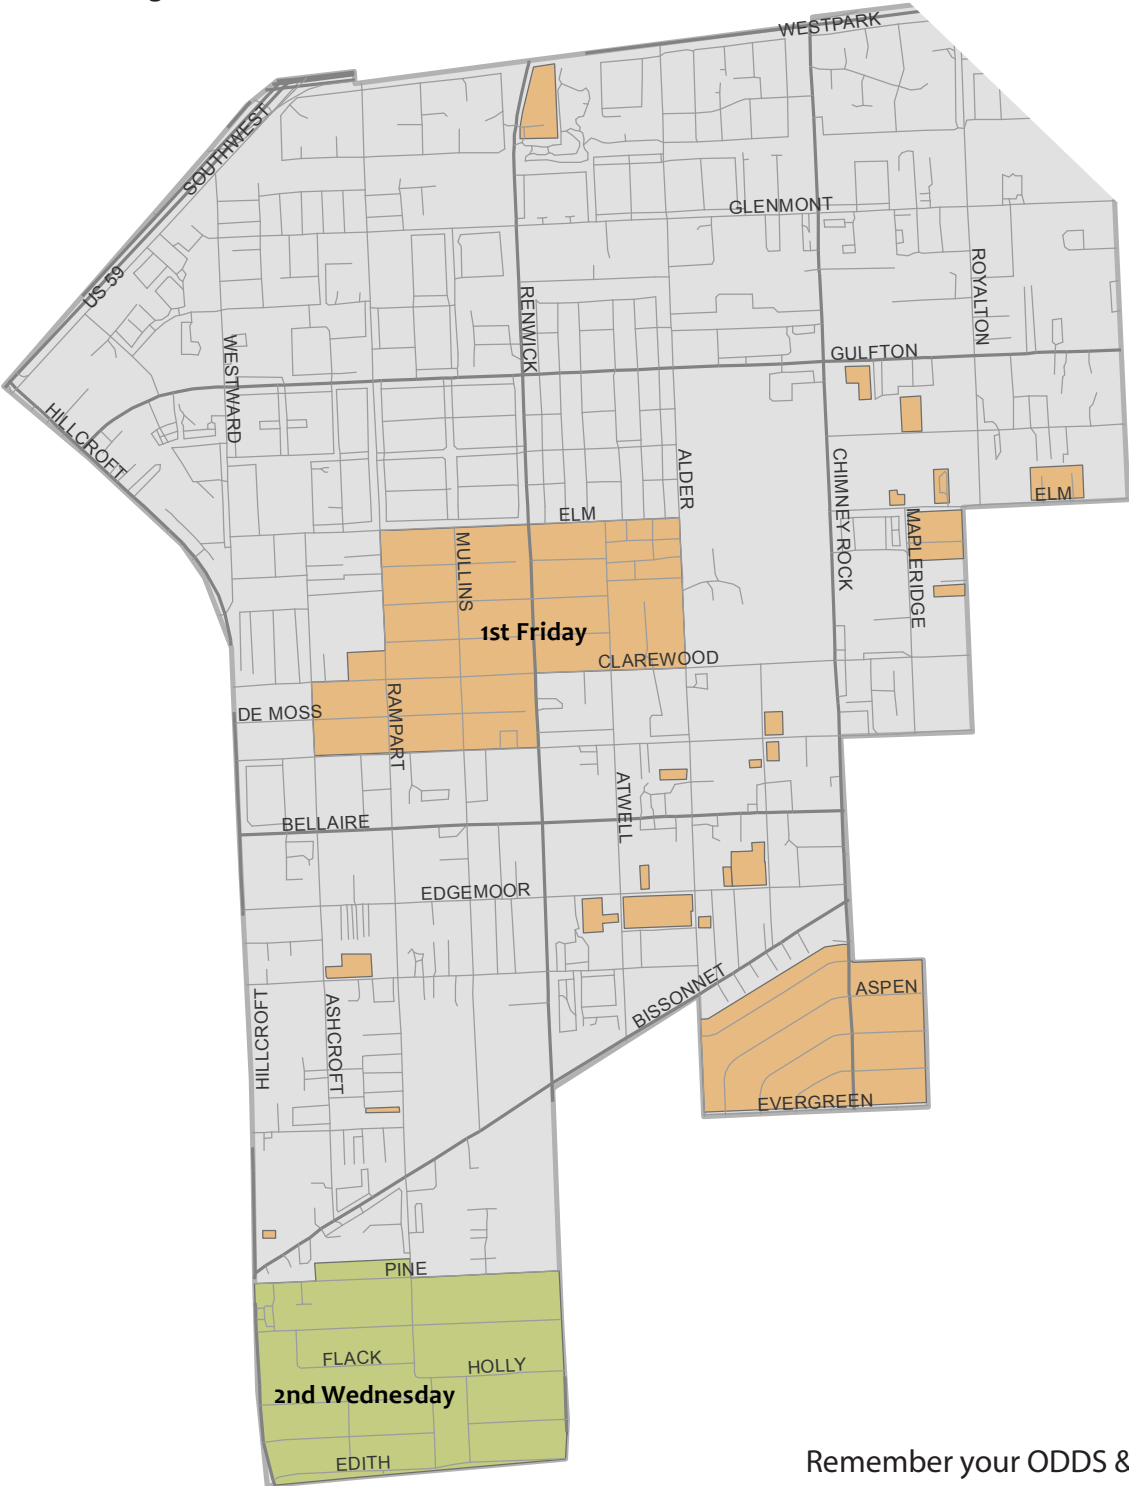 WESTPARK
SOUTHWEST
GLENMONT
US 59
ROYALTON
RENWICK
WESTWARD
GULFTON
HILLCROFT
ALDER
CHIMNEY ROCK
ELM
ELM
MAPLERIDGE
MULLINS
1st Friday
CLAREWOOD
DE MOSS
RAMPART
ATWELL
BELLAIRE
EDGEMOOR
BISSONNET
ASPEN
HILLCROFT
ASHCROFT
EVERGREEN
PINE
FLACK
HOLLY
2nd Wednesday
EDITH
Remember your ODDS &